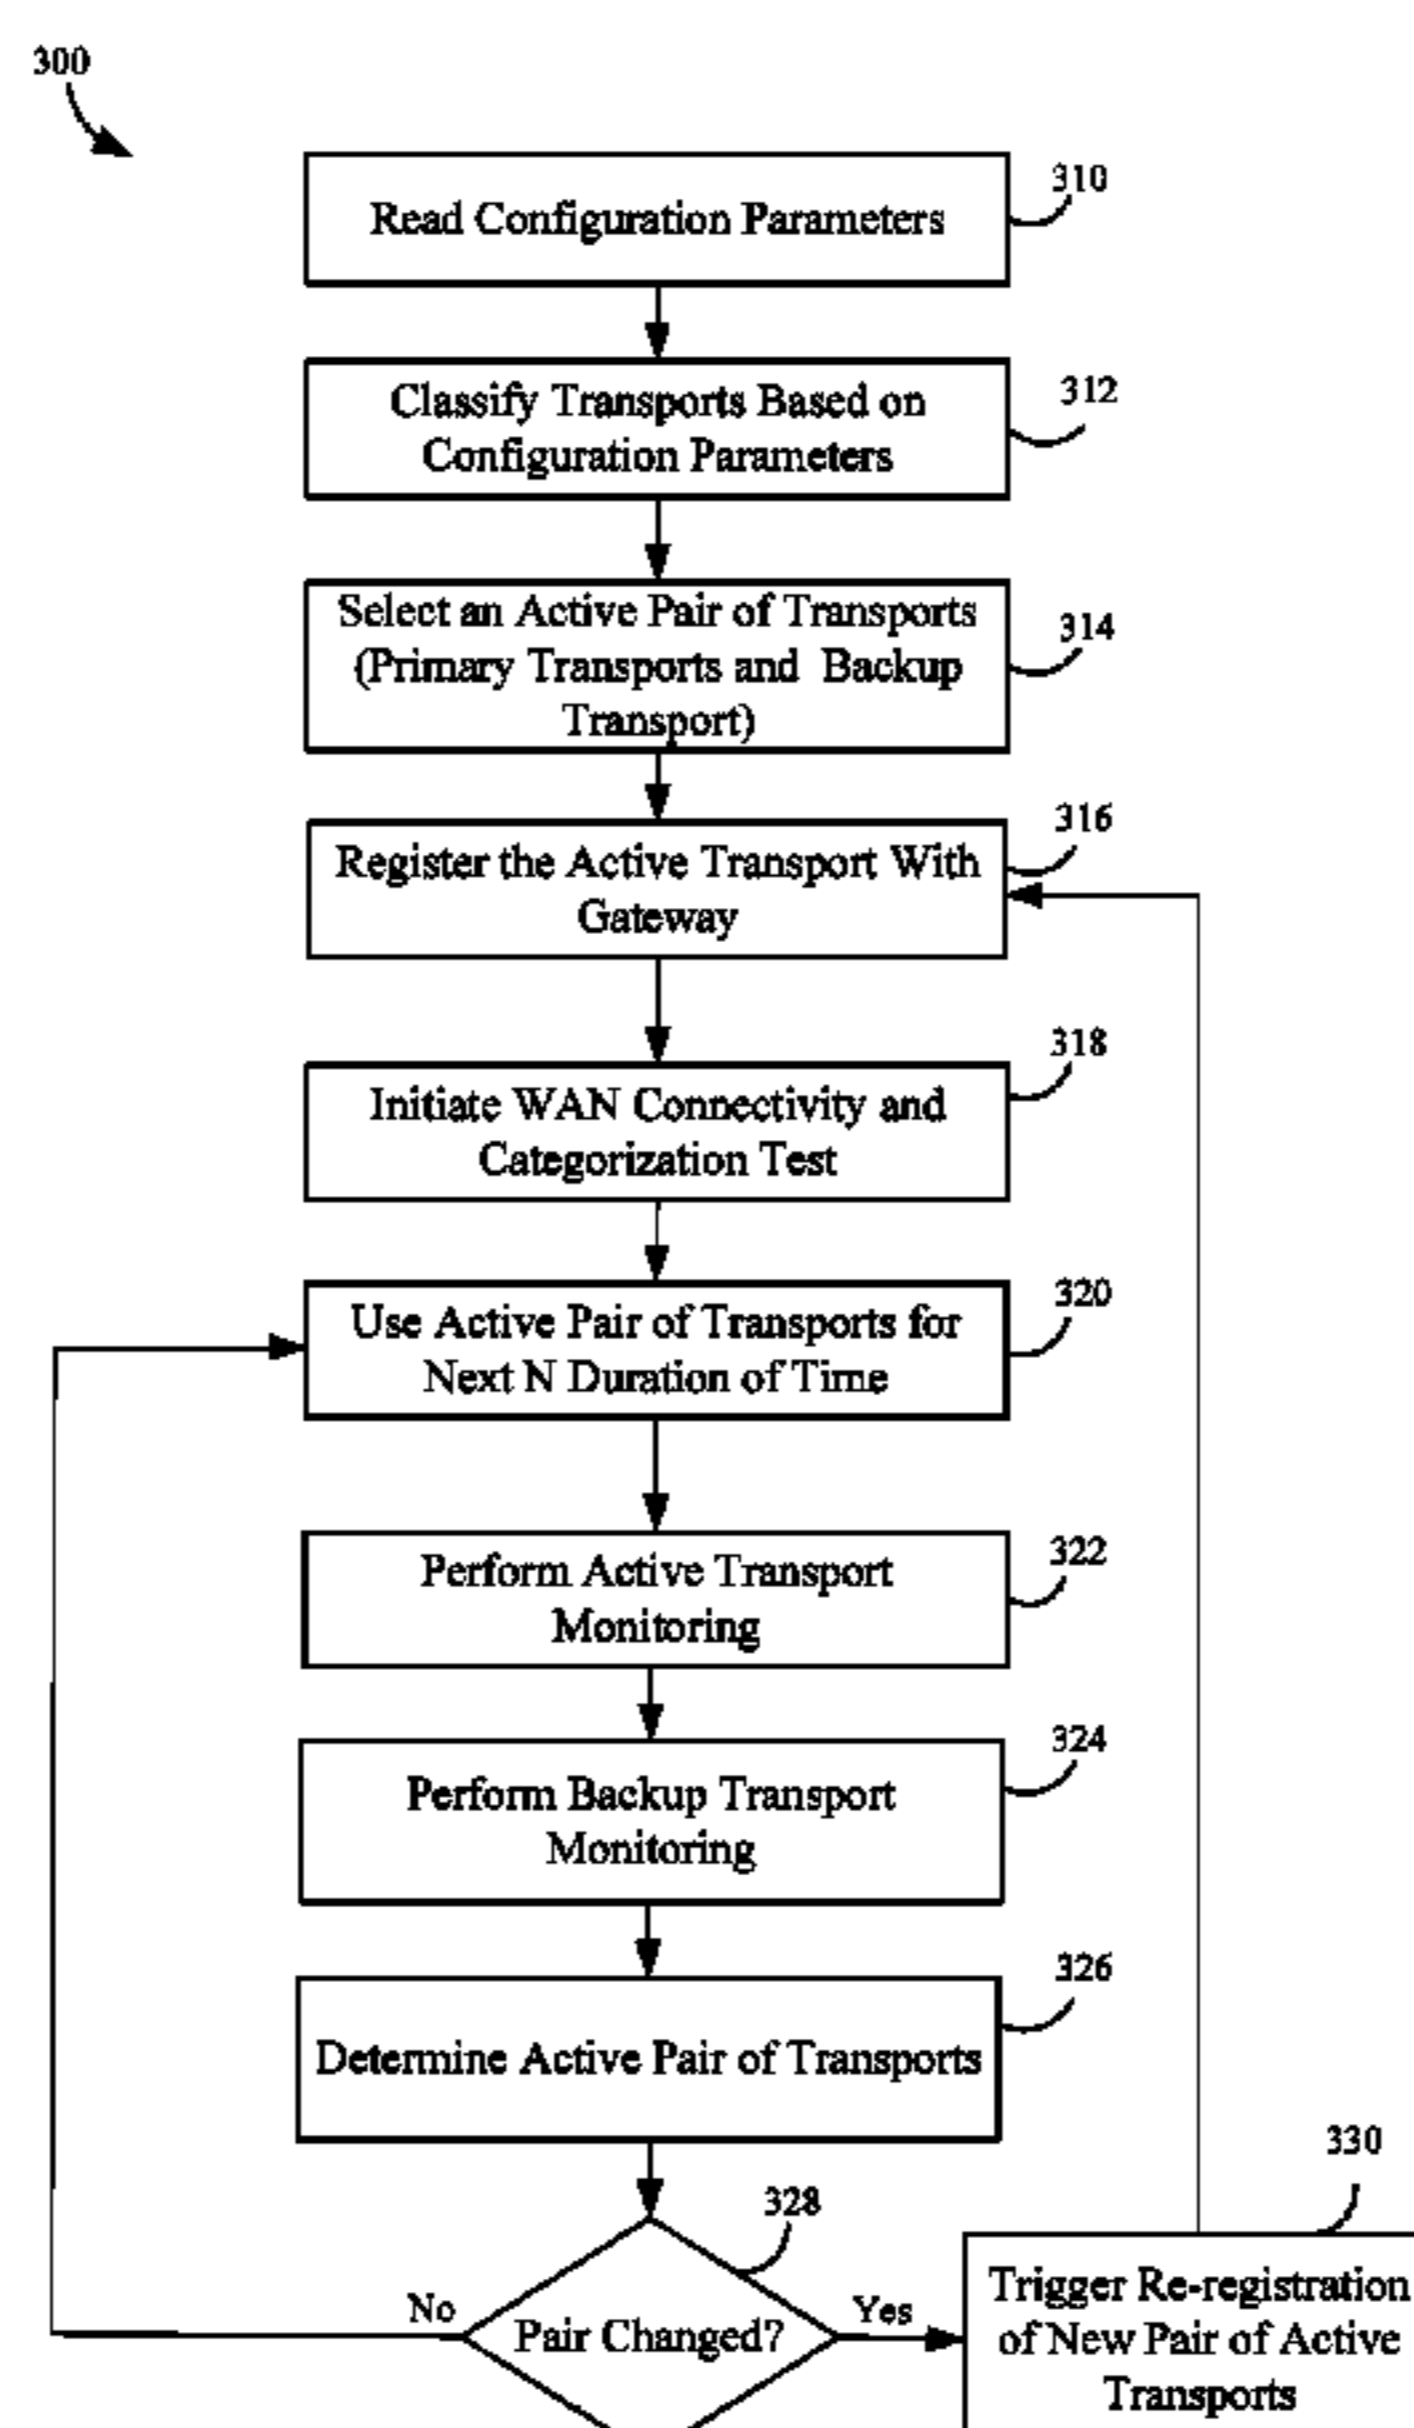 300
Read Configuration Parameters
310
Classify Transports Based on
Configuration Parameters
312
Select an Active Pair of Transports
(Primary Transports and Backup
Transport)
314
Register the Active Transport With
Gateway
316
Initiate WAN Connectivity and
Categorization Test
318
Use Active Pair of Transports for
Next N Duration of Time
320
Perform Active Transport
Monitoring
322
Perform Backup Transport
Monitoring
324
Determine Active Pair of Transports
326
Pair Changed?
328
No
Yes
Trigger Re-registration
of New Pair of Active
Transports
330